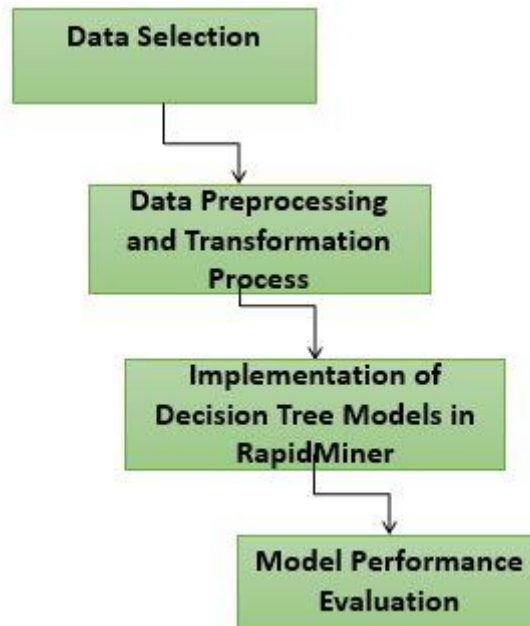 Data Selection
Data Preprocessing
and Transformation
Process
Implementation of
Decision Tree Models in
RapidMiner
Model Performance
Evaluation